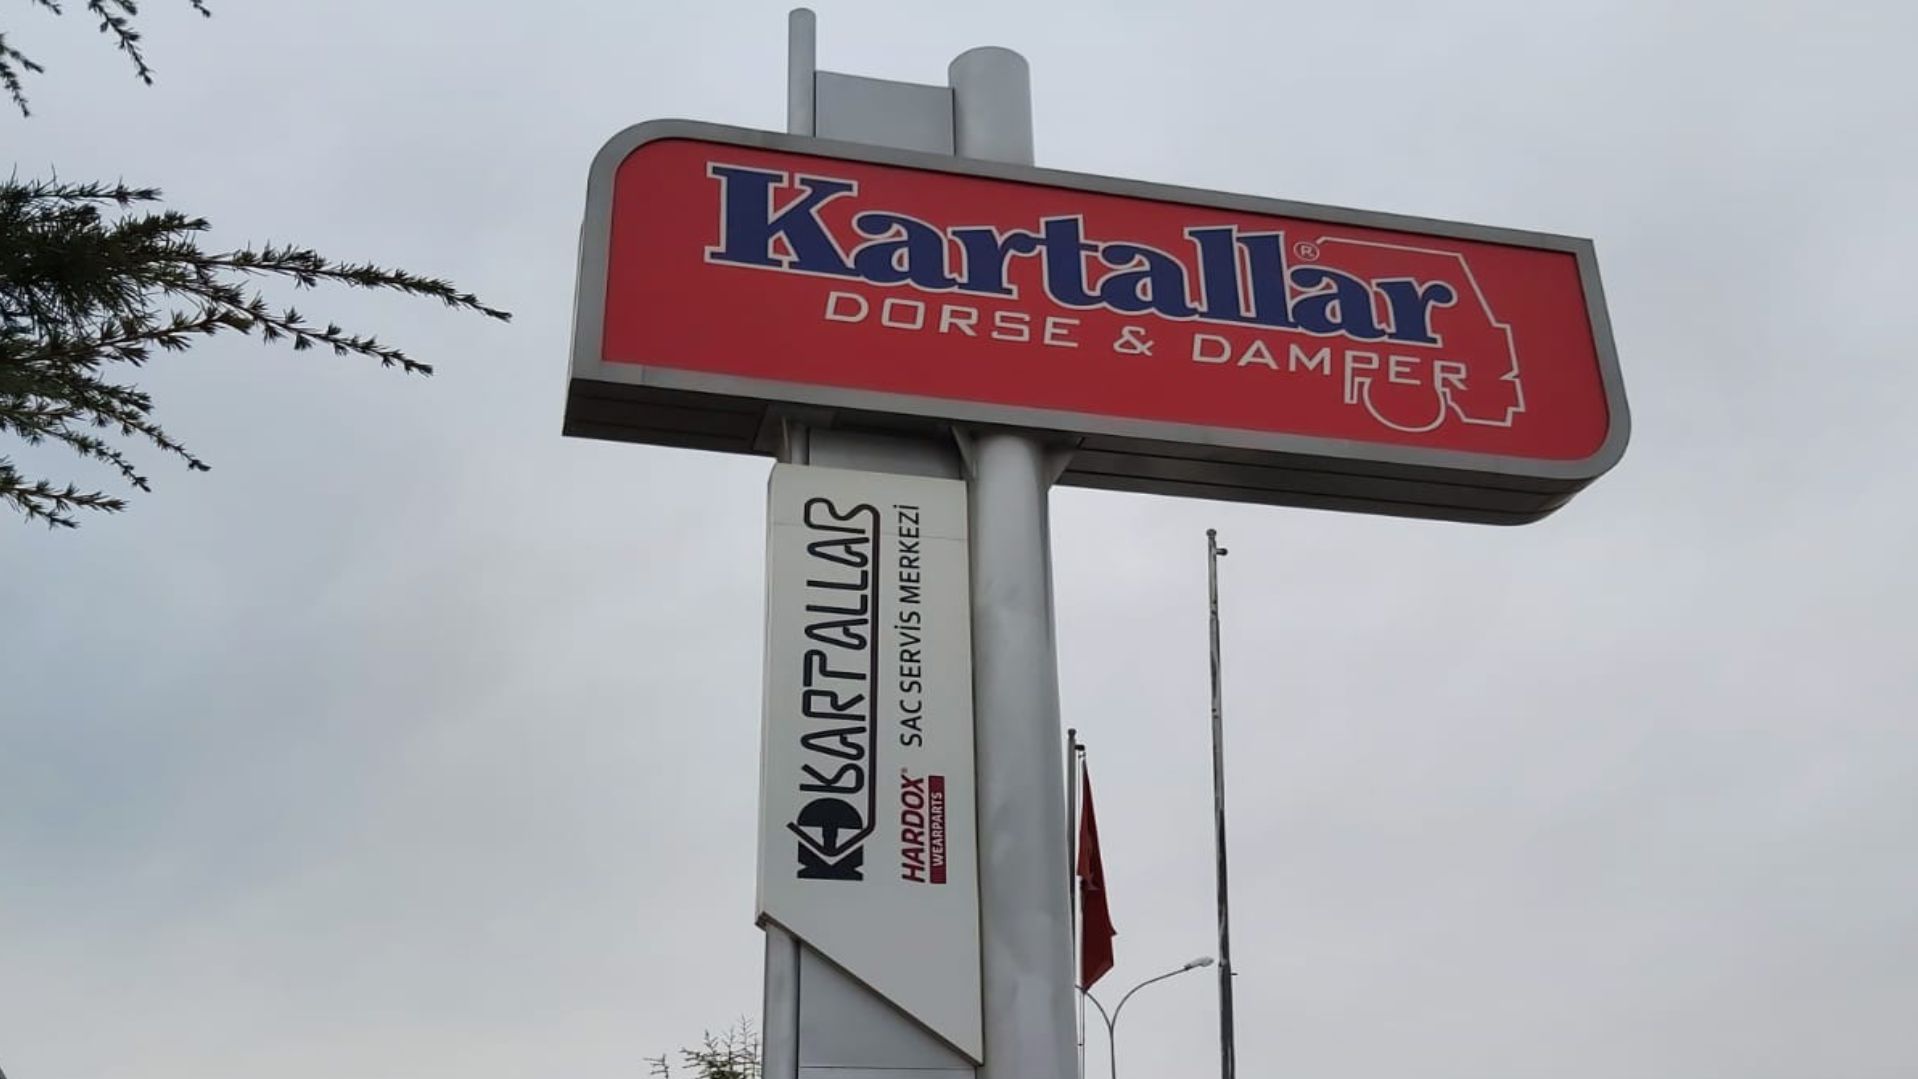 Kartallar®
DORSE & DAMPER
KARTALLAR
HARDOX® SAC SERVİS MERKEZİ
WEARPARTS